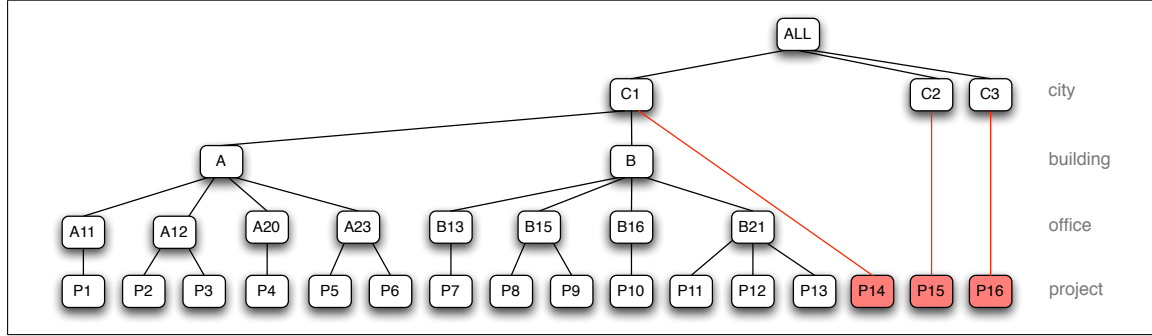 ALL
C1 C2 C3 city
A B building
A11 A12 A20 A23 B13 B15 B16 B21 office
P1 P2 P3 P4 P5 P6 P7 P8 P9 P10 P11 P12 P13 P14 P15 P16 project